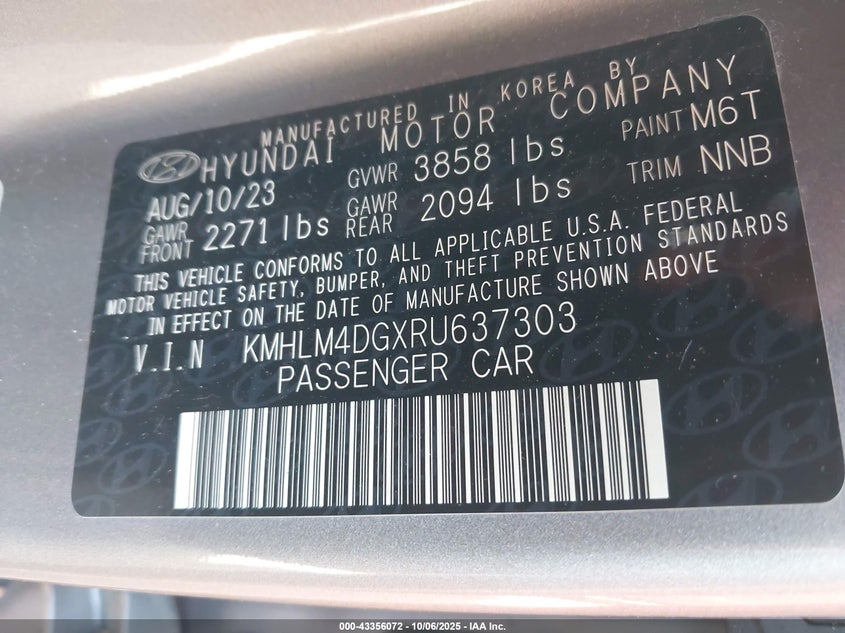 MANUFACTURED IN KOREA BY
HYUNDAI MOTOR COMPANY
AUG/10/23 GVWR 3858 lbs PAINT M6T
GAWR FRONT 2271 lbs GAWR REAR 2094 lbs TRIM NNB
THIS VEHICLE CONFORMS TO ALL APPLICABLE U.S.A. FEDERAL
MOTOR VEHICLE SAFETY, BUMPER, AND THEFT PREVENTION STANDARDS
IN EFFECT ON THE DATE OF MANUFACTURE SHOWN ABOVE
V.I.N KMHLM4DGXRU637303
PASSENGER CAR
000-43356072 - 10/06/2025 - IAA Inc.